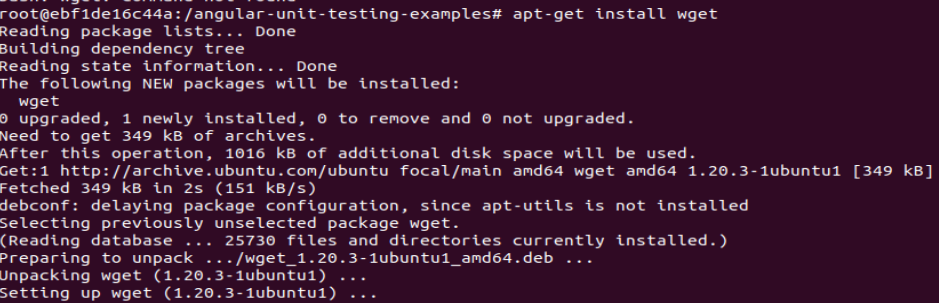 root@ebf1de16c44a:/angular-unit-testing-examples# apt-get install wget
Reading package lists... Done
Building dependency tree
Reading state information... Done
The following NEW packages will be installed:
  wget
0 upgraded, 1 newly installed, 0 to remove and 0 not upgraded.
Need to get 349 kB of archives.
After this operation, 1016 kB of additional disk space will be used.
Get:1 http://archive.ubuntu.com/ubuntu focal/main amd64 wget amd64 1.20.3-1ubuntu1 [349 kB]
Fetched 349 kB in 2s (151 kB/s)
debconf: delaying package configuration, since apt-utils is not installed
Selecting previously unselected package wget.
(Reading database ... 25730 files and directories currently installed.)
Preparing to unpack .../wget_1.20.3-1ubuntu1_amd64.deb ...
Unpacking wget (1.20.3-1ubuntu1) ...
Setting up wget (1.20.3-1ubuntu1) ...